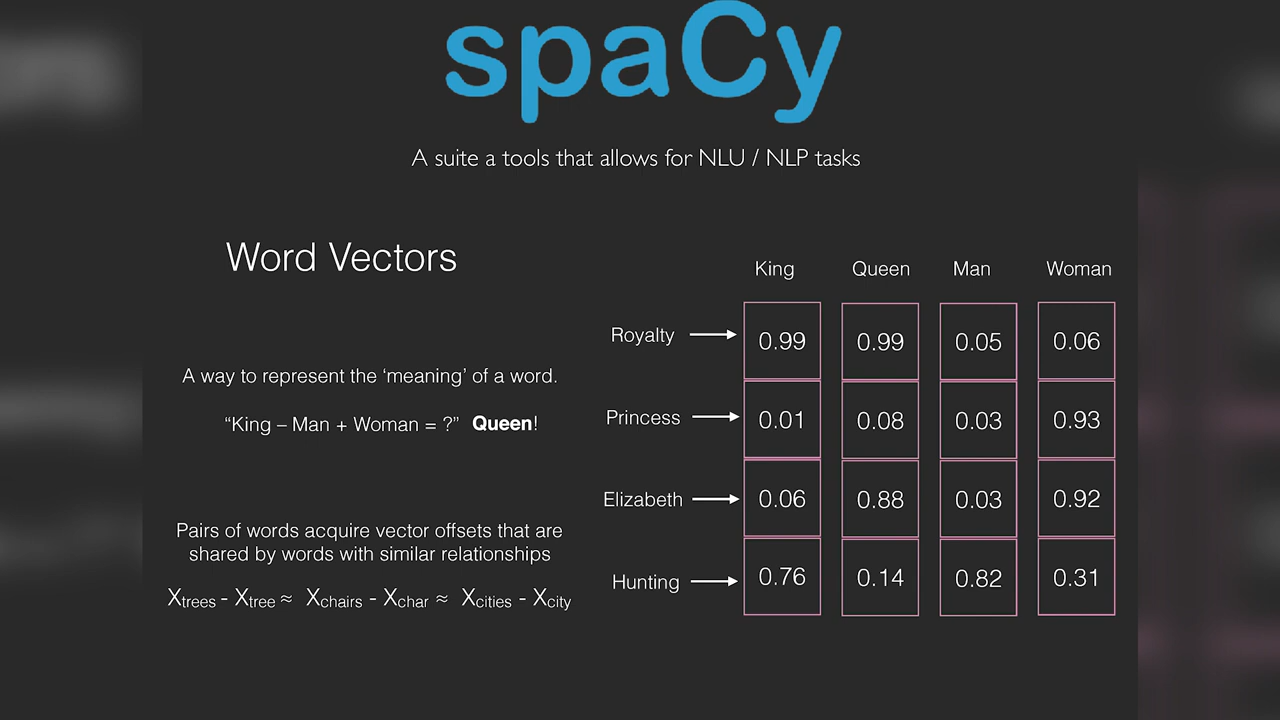 spaCy
A suite a tools that allows for NLU / NLP tasks
Word Vectors
A way to represent the ‘meaning’ of a word.
“King – Man + Woman = ?” Queen!
Pairs of words acquire vector offsets that are
shared by words with similar relationships
Xtrees - Xtree ≈ Xchairs - Xchar ≈ Xcities - Xcity
King Queen Man Woman
Royalty 0.99 0.99 0.05 0.06
Princess 0.01 0.08 0.03 0.93
Elizabeth 0.06 0.88 0.03 0.92
Hunting 0.76 0.14 0.82 0.31